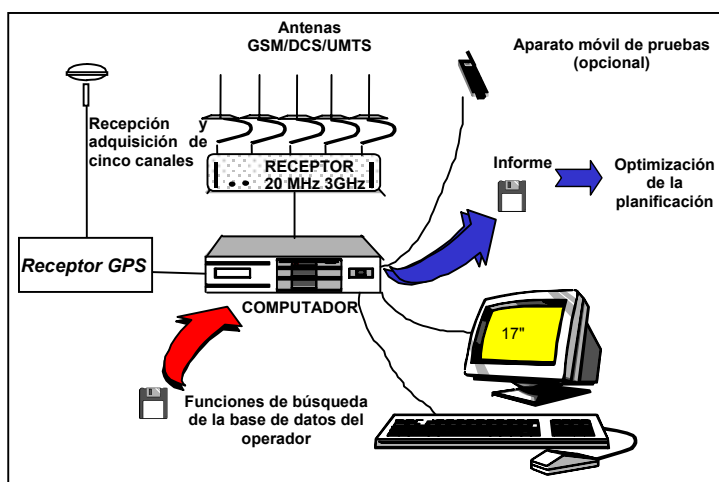 Antenas
GSM/DCS/UMTS
Aparato móvil de pruebas
(opcional)
Recepción y
adquisición de
cinco canales
RECEPTOR
20 MHz 3GHz
Informe
Optimización
de la
planificación
Receptor GPS
COMPUTADOR
17"
Funciones de búsqueda
de la base de datos del
operador